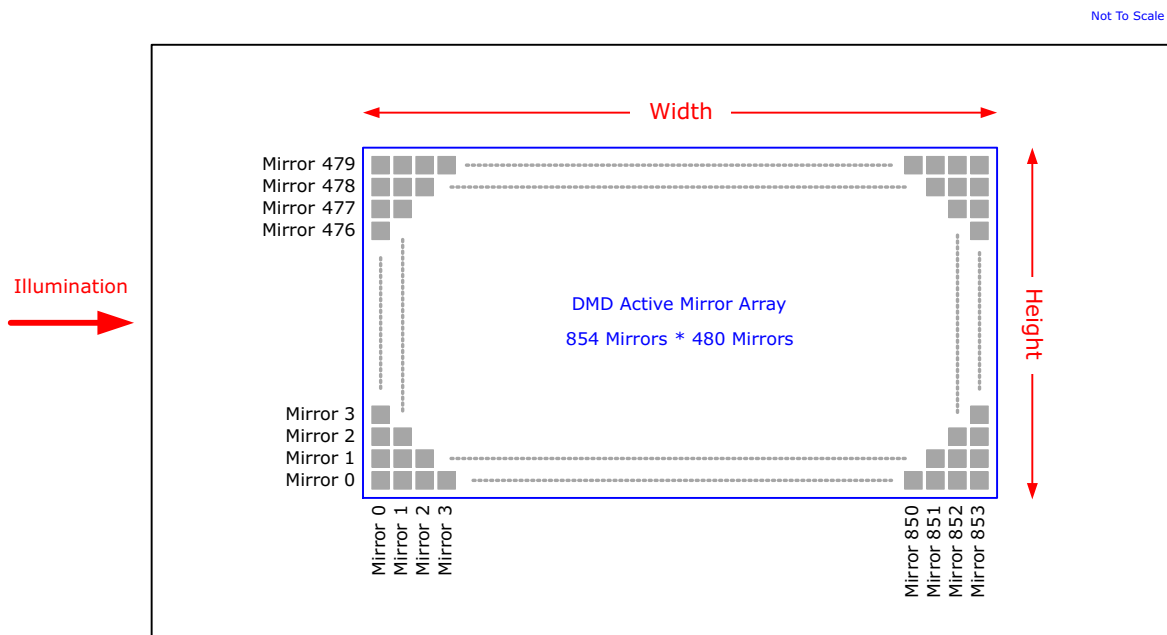 Not To Scale
Width
Mirror 479
Mirror 478
Mirror 477
Mirror 476
Illumination
DMD Active Mirror Array
854 Mirrors * 480 Mirrors
Height
Mirror 3
Mirror 2
Mirror 1
Mirror 0
Mirror 0
Mirror 1
Mirror 2
Mirror 3
Mirror 850
Mirror 851
Mirror 852
Mirror 853